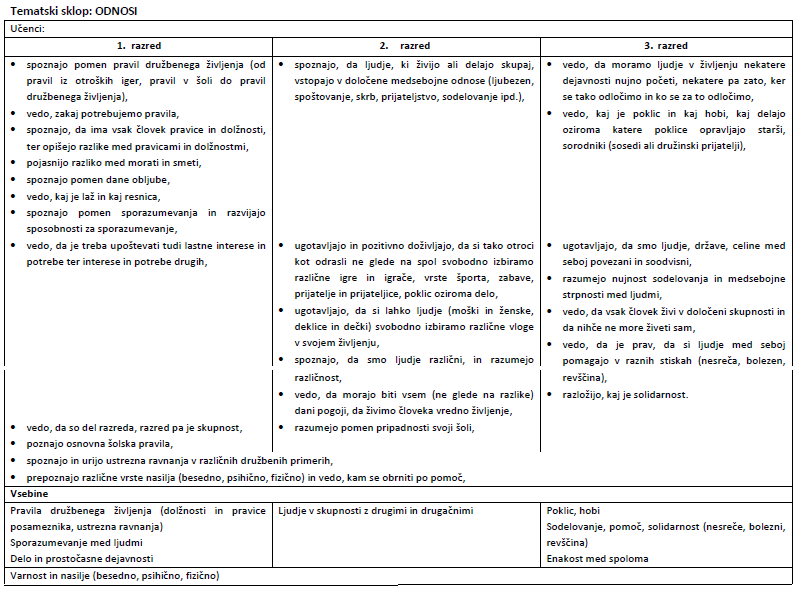 Tematski sklop: ODNOSI
Učenci:
1. razred
2. razred
3. razred
• spoznajo pomen pravil družbenega življenja (od
pravil iz otroških iger, pravil v šoli do pravil
družbenega življenja),
• vedo, zakaj potrebujemo pravila,
• spoznajo, da ima vsak človek pravice in dolžnosti,
ter opišejo razlike med pravicami in dolžnostmi,
• pojasnijo razliko med morati in smeti,
• spoznajo pomen dane obljube,
• vedo, kaj je laž in kaj resnica,
• spoznajo pomen sporazumevanja in razvijajo
sposobnosti za sporazumevanje,
• spoznajo, da ljudje, ki živijo ali delajo skupaj,
vstopajo v določene medsebojne odnose (ljubezen,
spoštovanje, skrb, prijateljstvo, sodelovanje ipd.),
• vedo, da moramo ljudje v življenju nekatere
dejavnosti nujno početi, nekatere pa zato, ker
se tako odločimo in ko se za to odločimo,
• vedo, kaj je poklic in kaj hobi, kaj delajo
oziroma katere poklice opravljajo starši,
sorodniki (sosedi ali družinski prijatelji),
• vedo, da je treba upoštevati tudi lastne interese in
potrebe ter interese in potrebe drugih,
• ugotavljajo in pozitivno doživljajo, da si tako otroci
kot odrasli ne glede na spol svobodno izbiramo
različne igre in igrače, vrste športa, zabave,
prijatelje in prijateljice, poklic oziroma delo,
• ugotavljajo, da si lahko ljudje (moški in ženske,
deklice in dečki) svobodno izbiramo različne vloge
v svojem življenju,
• spoznajo, da smo ljudje različni, in razumejo
različnost,
• vedo, da morajo biti vsem (ne glede na razlike)
dani pogoji, da živimo človeka vredno življenje,
• razumejo pomen pripadnosti svoji šoli,
• ugotavljajo, da smo ljudje, države, celine med
seboj povezani in soodvisni,
• razumejo nujnost sodelovanja in medsebojne
strpnosti med ljudmi,
• vedo, da vsak človek živi v določeni skupnosti in
da nihče ne more živeti sam,
• vedo, da je prav, da si ljudje med seboj
pomagajo v raznih stiskah (nesreča, bolezen,
revščina),
• razložijo, kaj je solidarnost.
• vedo, da so del razreda, razred pa je skupnost,
• poznajo osnovna šolska pravila,
• spoznajo in urijo ustrezna ravnanja v različnih družbenih primerih,
• prepoznajo različne vrste nasilja (besedno, psihično, fizično) in vedo, kam se obrniti po pomoč,
Vsebine
Pravila družbenega življenja (dolžnosti in pravice
posameznika, ustrezna ravnanja)
Sporazumevanje med ljudmi
Delo in prostočasne dejavnosti
Ljudje v skupnosti z drugimi in drugačnimi
Poklic, hobi
Sodelovanje, pomoč, solidarnost (nesreče, bolezni,
revščina)
Enakost med spoloma
Varnost in nasilje (besedno, psihično, fizično)